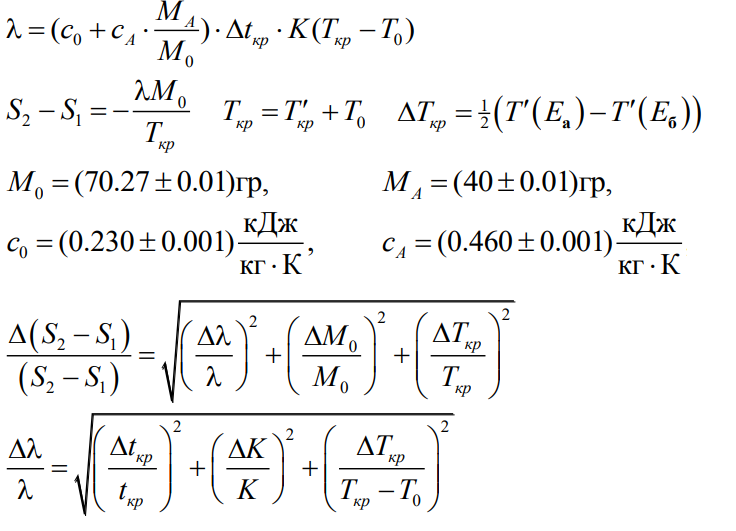 λ = (c₀ + c_A · M_A/M₀) · Δt_кр · K(T_кр − T₀)
S₂ − S₁ = −λM₀/T_кр T_кр = T′_кр + T₀ ΔT_кр = ½(T′(E_а) − T′(E_б))
M₀ = (70.27 ± 0.01)гр, M_A = (40 ± 0.01)гр,
c₀ = (0.230 ± 0.001) кДж/кг · К, c_A = (0.460 ± 0.001) кДж/кг · К
Δ(S₂ − S₁)/(S₂ − S₁) = √((Δλ/λ)² + (ΔM₀/M₀)² + (ΔT_кр/T_кр)²)
Δλ/λ = √((Δt_кр/t_кр)² + (ΔK/K)² + (ΔT_кр/(T_кр − T₀))²)